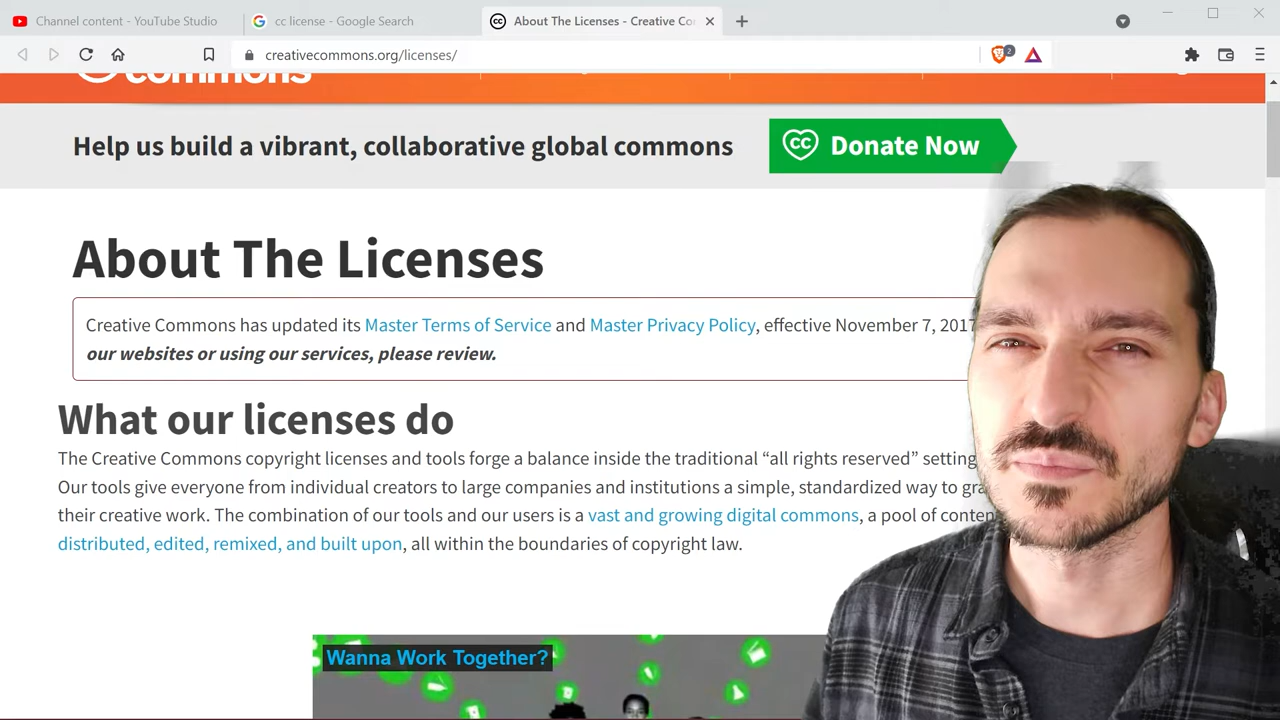 Channel content - YouTube Studio
cc license - Google Search
About The Licenses - Creative Co
creativecommons.org/licenses/
2
commons
Help us build a vibrant, collaborative global commons
CC Donate Now
About The Licenses
Creative Commons has updated its Master Terms of Service and Master Privacy Policy, effective November 7, 2017
our websites or using our services, please review.
What our licenses do
The Creative Commons copyright licenses and tools forge a balance inside the traditional “all rights reserved” setting
Our tools give everyone from individual creators to large companies and institutions a simple, standardized way to gra
their creative work. The combination of our tools and our users is a vast and growing digital commons, a pool of conten
distributed, edited, remixed, and built upon, all within the boundaries of copyright law.
Wanna Work Together?